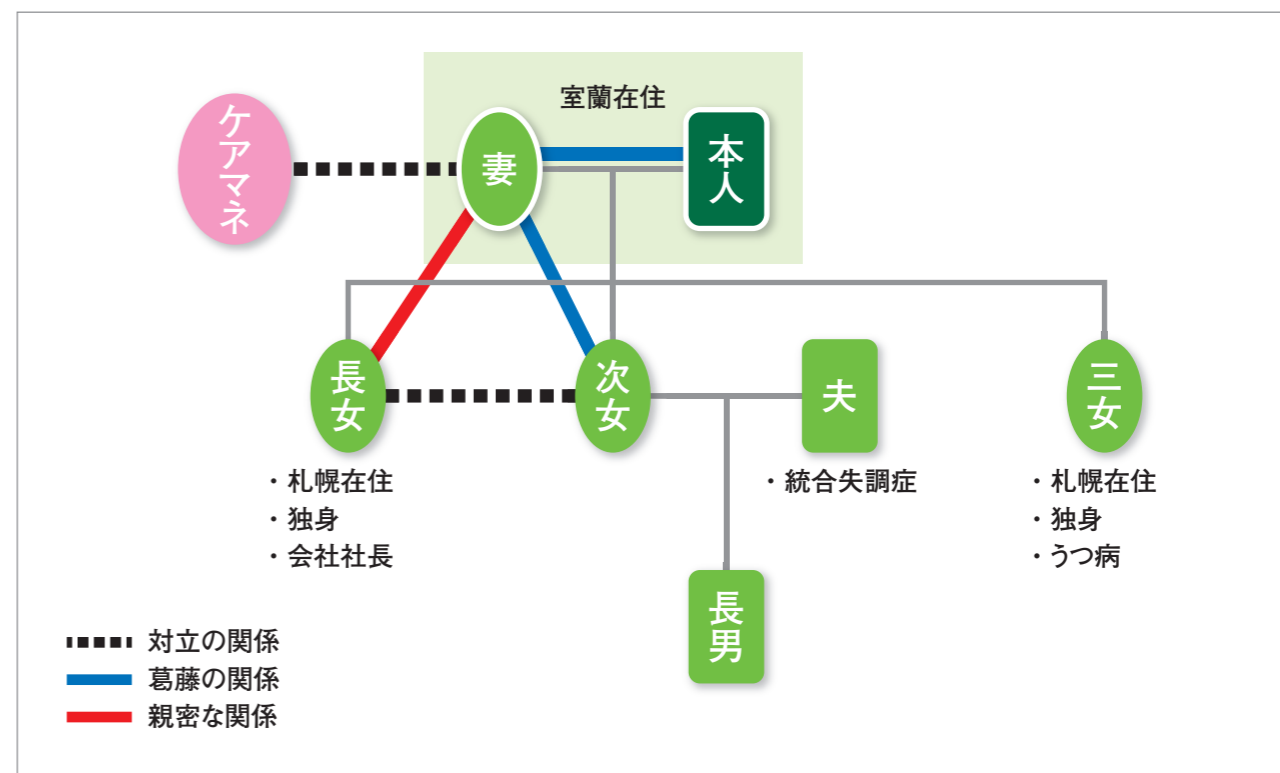 室蘭在住
ケアマネ
妻
本人
長女
次女
夫
三女
・札幌在住
・独身
・会社社長
・統合失調症
・札幌在住
・独身
・うつ病
長男
対立の関係
葛藤の関係
親密な関係